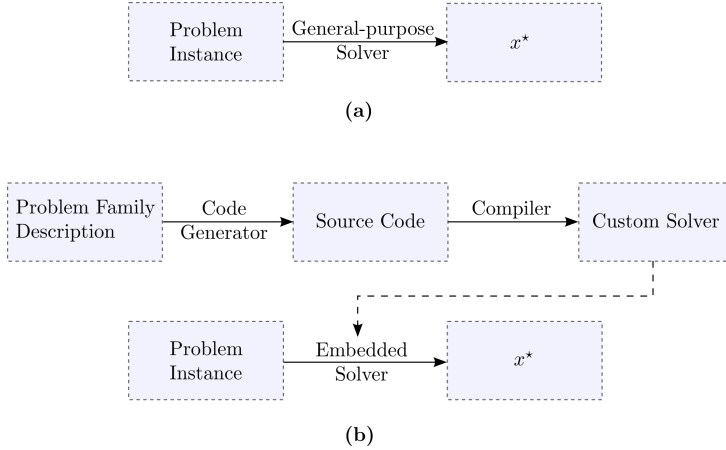 Problem
Instance
General-purpose
Solver
x⋆
(a)
Problem Family
Description
Code
Generator
Source Code
Compiler
Custom Solver
Problem
Instance
Embedded
Solver
x⋆
(b)